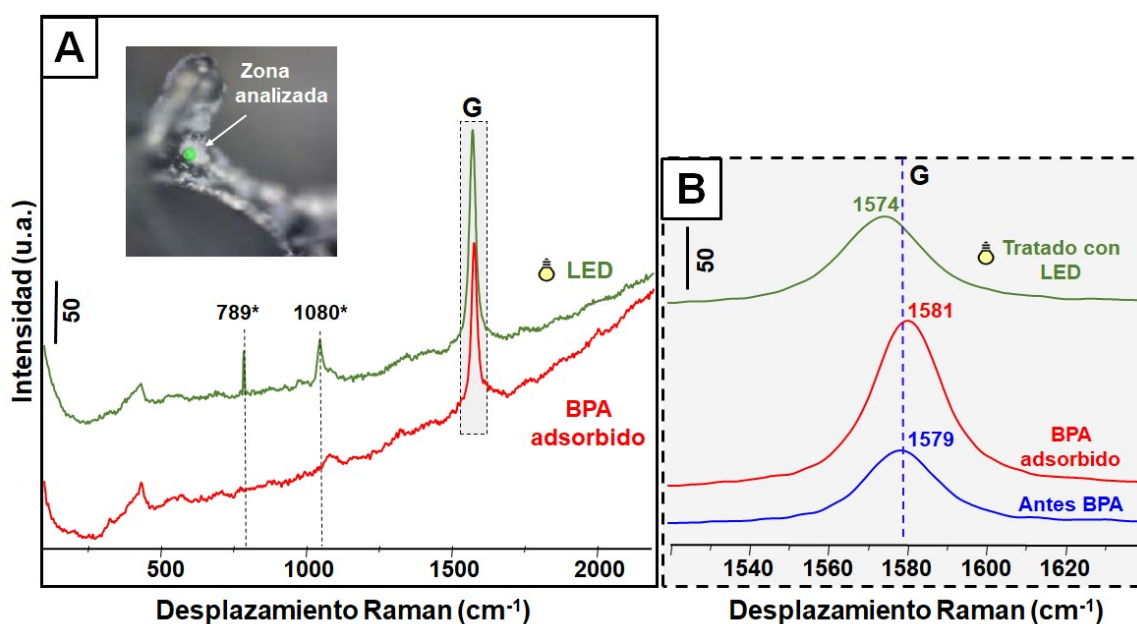 A
Zona
analizada
G
LED
789*
1080*
50
BPA
adsorbido
Intensidad (u.a.)
500
1000
1500
2000
Desplazamiento Raman (cm-1)
B
G
1574
50
Tratado con
LED
1581
BPA
adsorbido
1579
Antes BPA
1540
1560
1580
1600
1620
Desplazamiento Raman (cm-1)